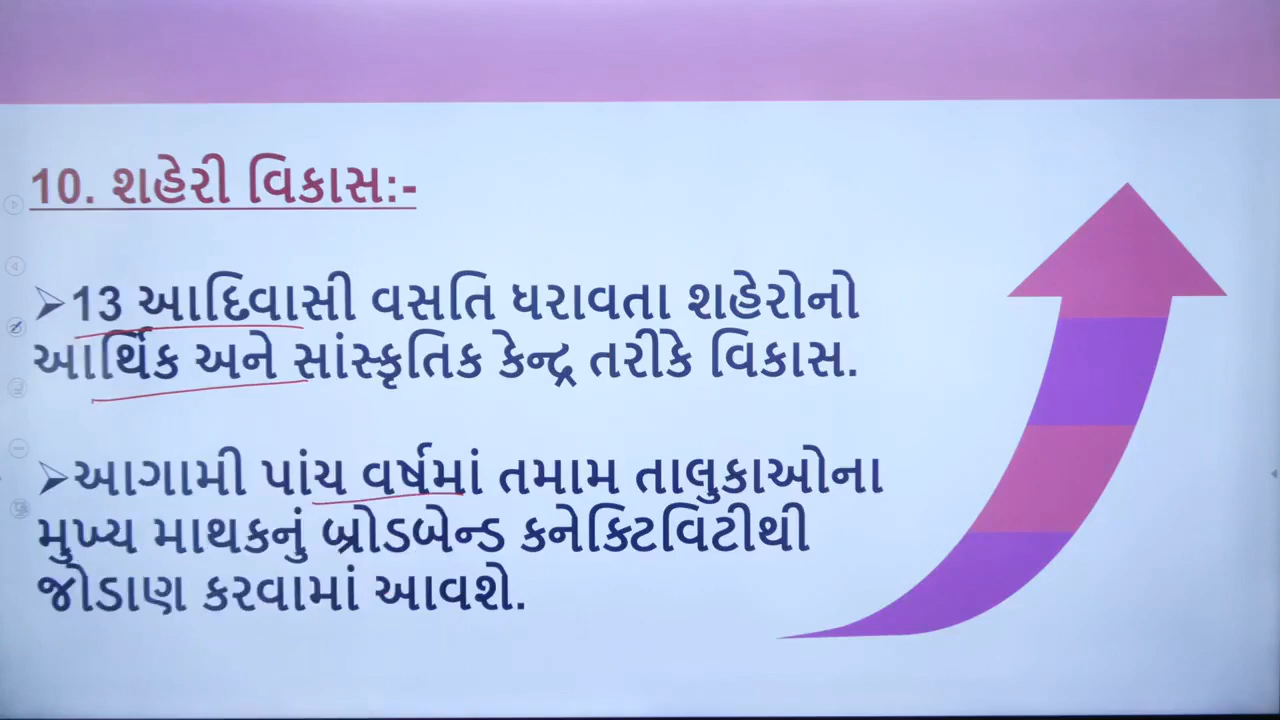 10. શહેરી વિકાસઃ-
➢13 આદિવાસી વસતિ ધરાવતા શહેરોનો
આર્થિક અને સાંસ્કૃતિક કેન્દ્ર તરીકે વિકાસ.
➢આગામી પાંચ વર્ષમાં તમામ તાલુકાઓના
મુખ્ય માથકનું બ્રોડબેન્ડ કનેક્ટિવિટીથી
જોડાણ કરવામાં આવશે.